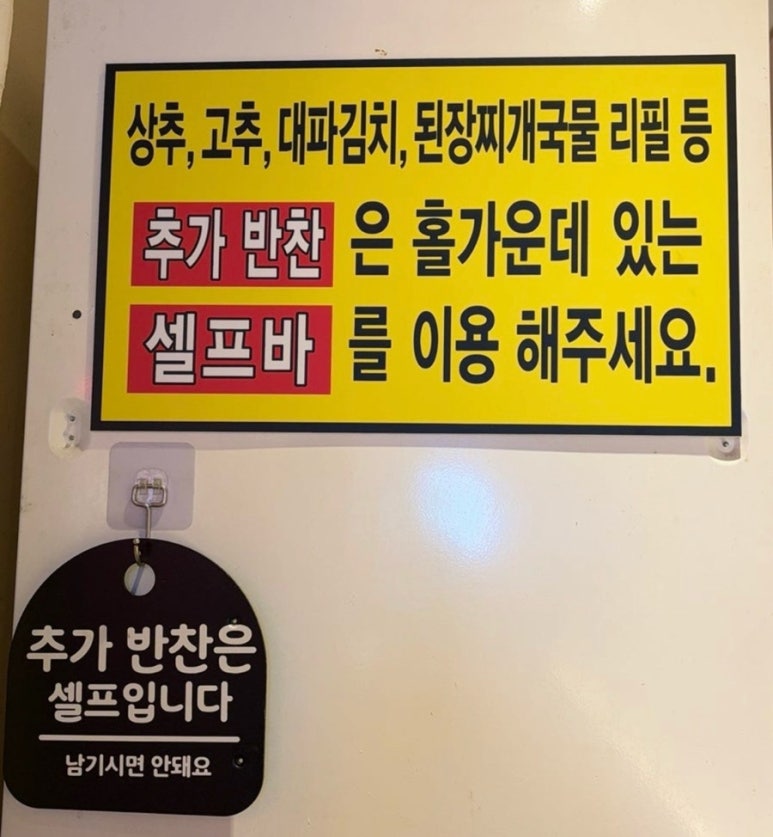 상추, 고추, 대파김치, 된장찌개국물 리필 등
추가 반찬 은 홀가운데 있는
셀프바 를 이용 해주세요.
추가 반찬은
셀프입니다
남기시면 안돼요